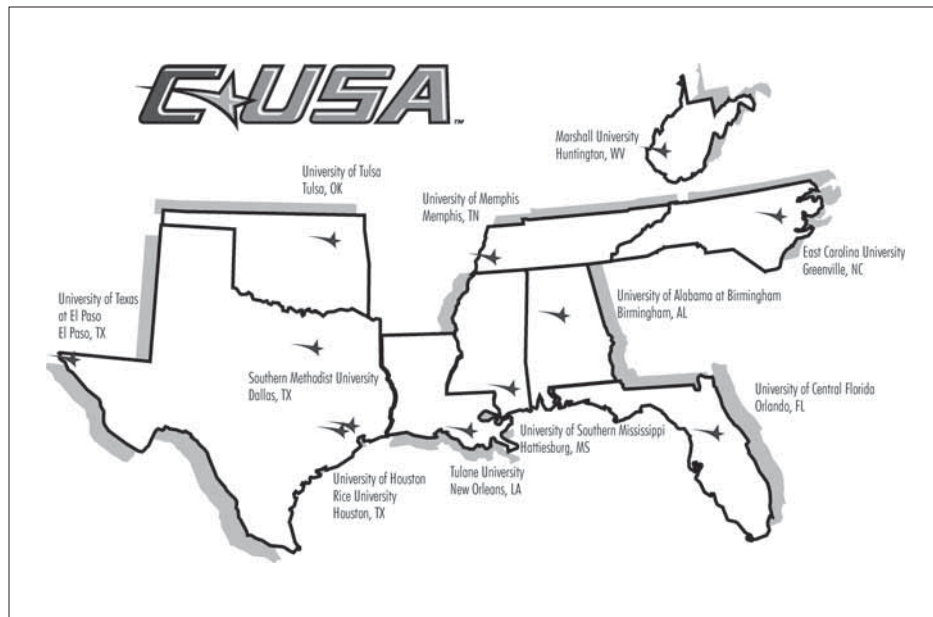 C USA
TM
Marshall University
Huntington, WV
University of Tulsa
Tulsa, OK
University of Memphis
Memphis, TN
East Carolina University
Greenville, NC
University of Texas
at El Paso
El Paso, TX
University of Alabama at Birmingham
Birmingham, AL
Southern Methodist University
Dallas, TX
University of Central Florida
Orlando, FL
University of Southern Mississippi
Hattiesburg, MS
University of Houston
Rice University
Houston, TX
Tulane University
New Orleans, LA